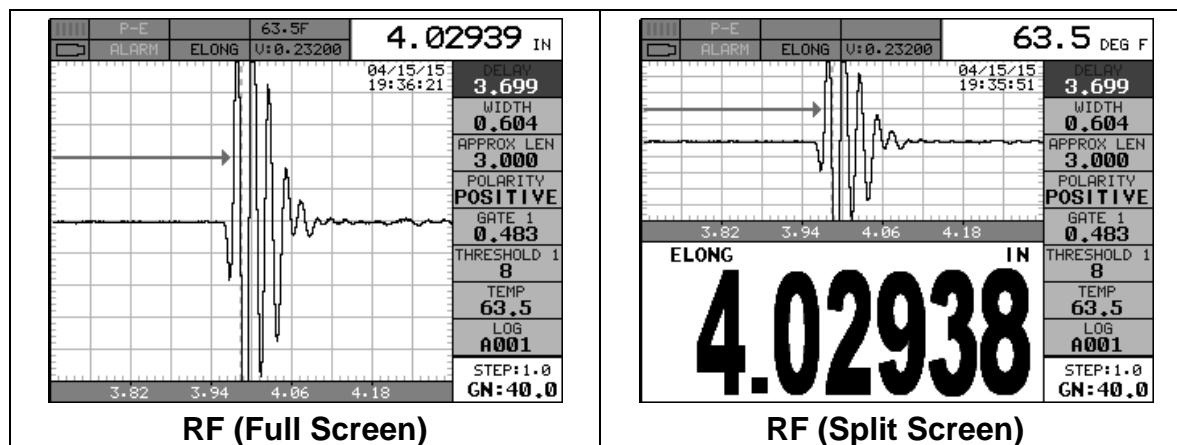 P-E
63.5F
4.02939 IN
ALARM
ELONG
V:0.23200
04/15/15
19:36:21
DELAY
3.699
WIDTH
0.604
APPROX LEN
3.000
POLARITY
POSITIVE
GATE 1
0.483
THRESHOLD 1
8
TEMP
63.5
LOG
A001
STEP:1.0
GN:40.0
3.82 3.94 4.06 4.18
RF (Full Screen)
P-E
63.5 DEG F
ALARM
ELONG
V:0.23200
04/15/15
19:35:51
DELAY
3.699
WIDTH
0.604
APPROX LEN
3.000
POLARITY
POSITIVE
GATE 1
0.483
THRESHOLD 1
8
TEMP
63.5
LOG
A001
STEP:1.0
GN:40.0
3.82 3.94 4.06 4.18
ELONG IN
4.02938
RF (Split Screen)